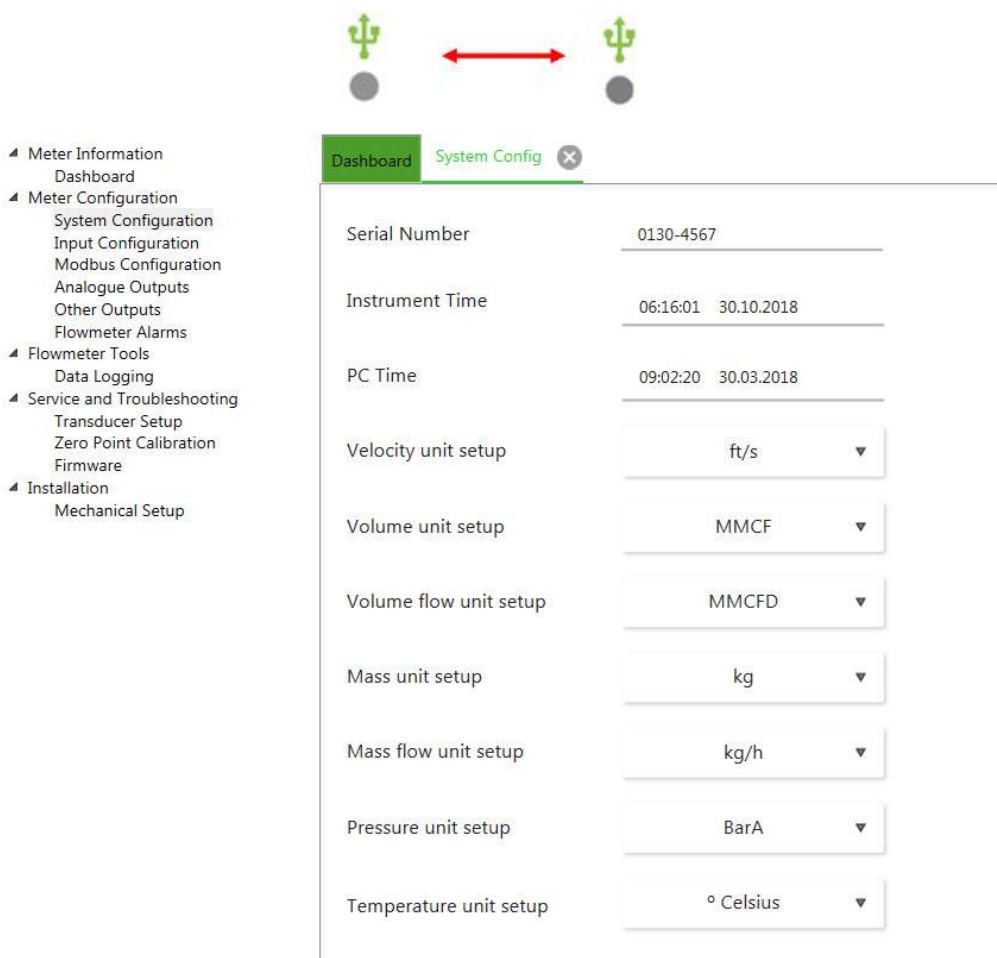 Meter Information
Dashboard
Meter Configuration
System Configuration
Input Configuration
Modbus Configuration
Analogue Outputs
Other Outputs
Flowmeter Alarms
Flowmeter Tools
Data Logging
Service and Troubleshooting
Transducer Setup
Zero Point Calibration
Firmware
Installation
Mechanical Setup
Dashboard System Config
Serial Number 0130-4567
Instrument Time 06:16:01 30.10.2018
PC Time 09:02:20 30.03.2018
Velocity unit setup ft/s
Volume unit setup MMCF
Volume flow unit setup MMCFD
Mass unit setup kg
Mass flow unit setup kg/h
Pressure unit setup BarA
Temperature unit setup º Celsius